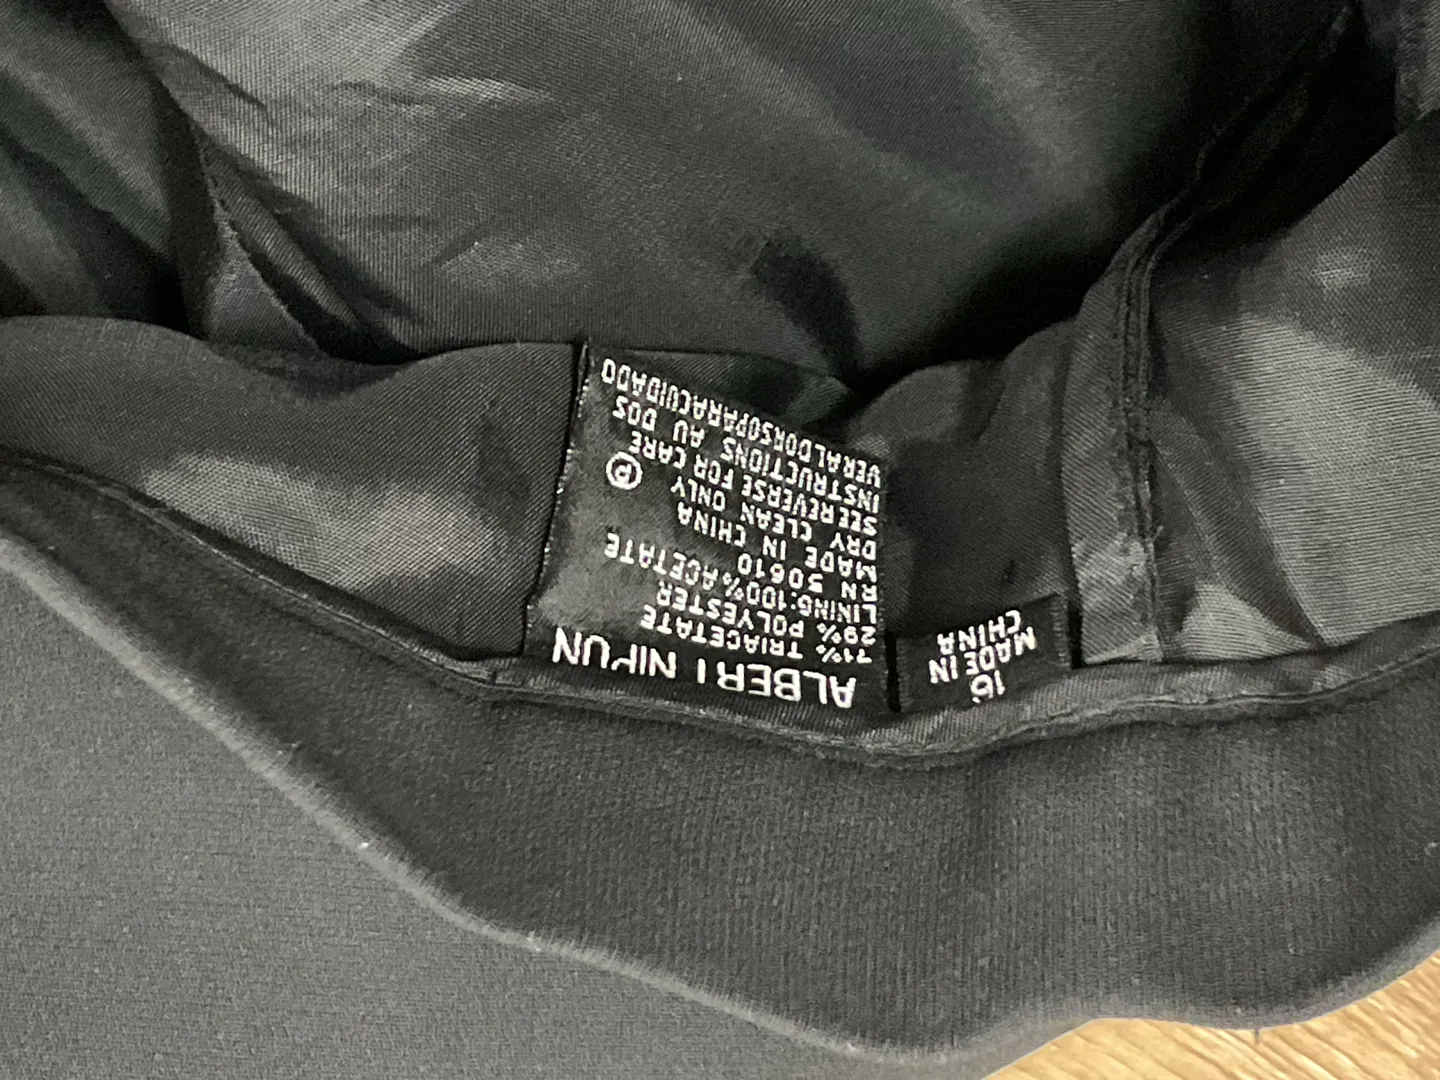 ALBERT NIPON
71% TRIACETATE
29% POLYESTER
LINING:100% ACETATE
RN 50610
MADE IN CHINA
DRY CLEAN ONLY Ⓟ
SEE REVERSE FOR CARE
INSTRUCTIONS AU DOS
VERALDORSOPARACUIDADO
16
MADE IN
CHINA